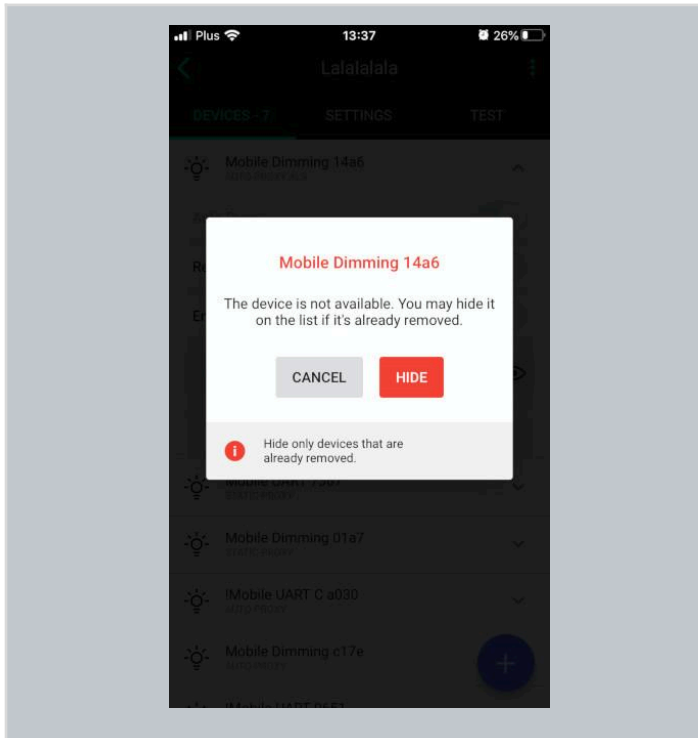 Plus 13:37 26%
Lalalalala
DEVICES - 7 SETTINGS TEST
Mobile Dimming 14a6
Mobile Dimming 14a6
The device is not available. You may hide it
on the list if it's already removed.
CANCEL HIDE
Hide only devices that are
already removed.
STATIC PROXY
Mobile Dimming 01a7
STATIC PROXY
!Mobile UART C a030
AUTO PROXY
Mobile Dimming c17e
AUTO PROXY